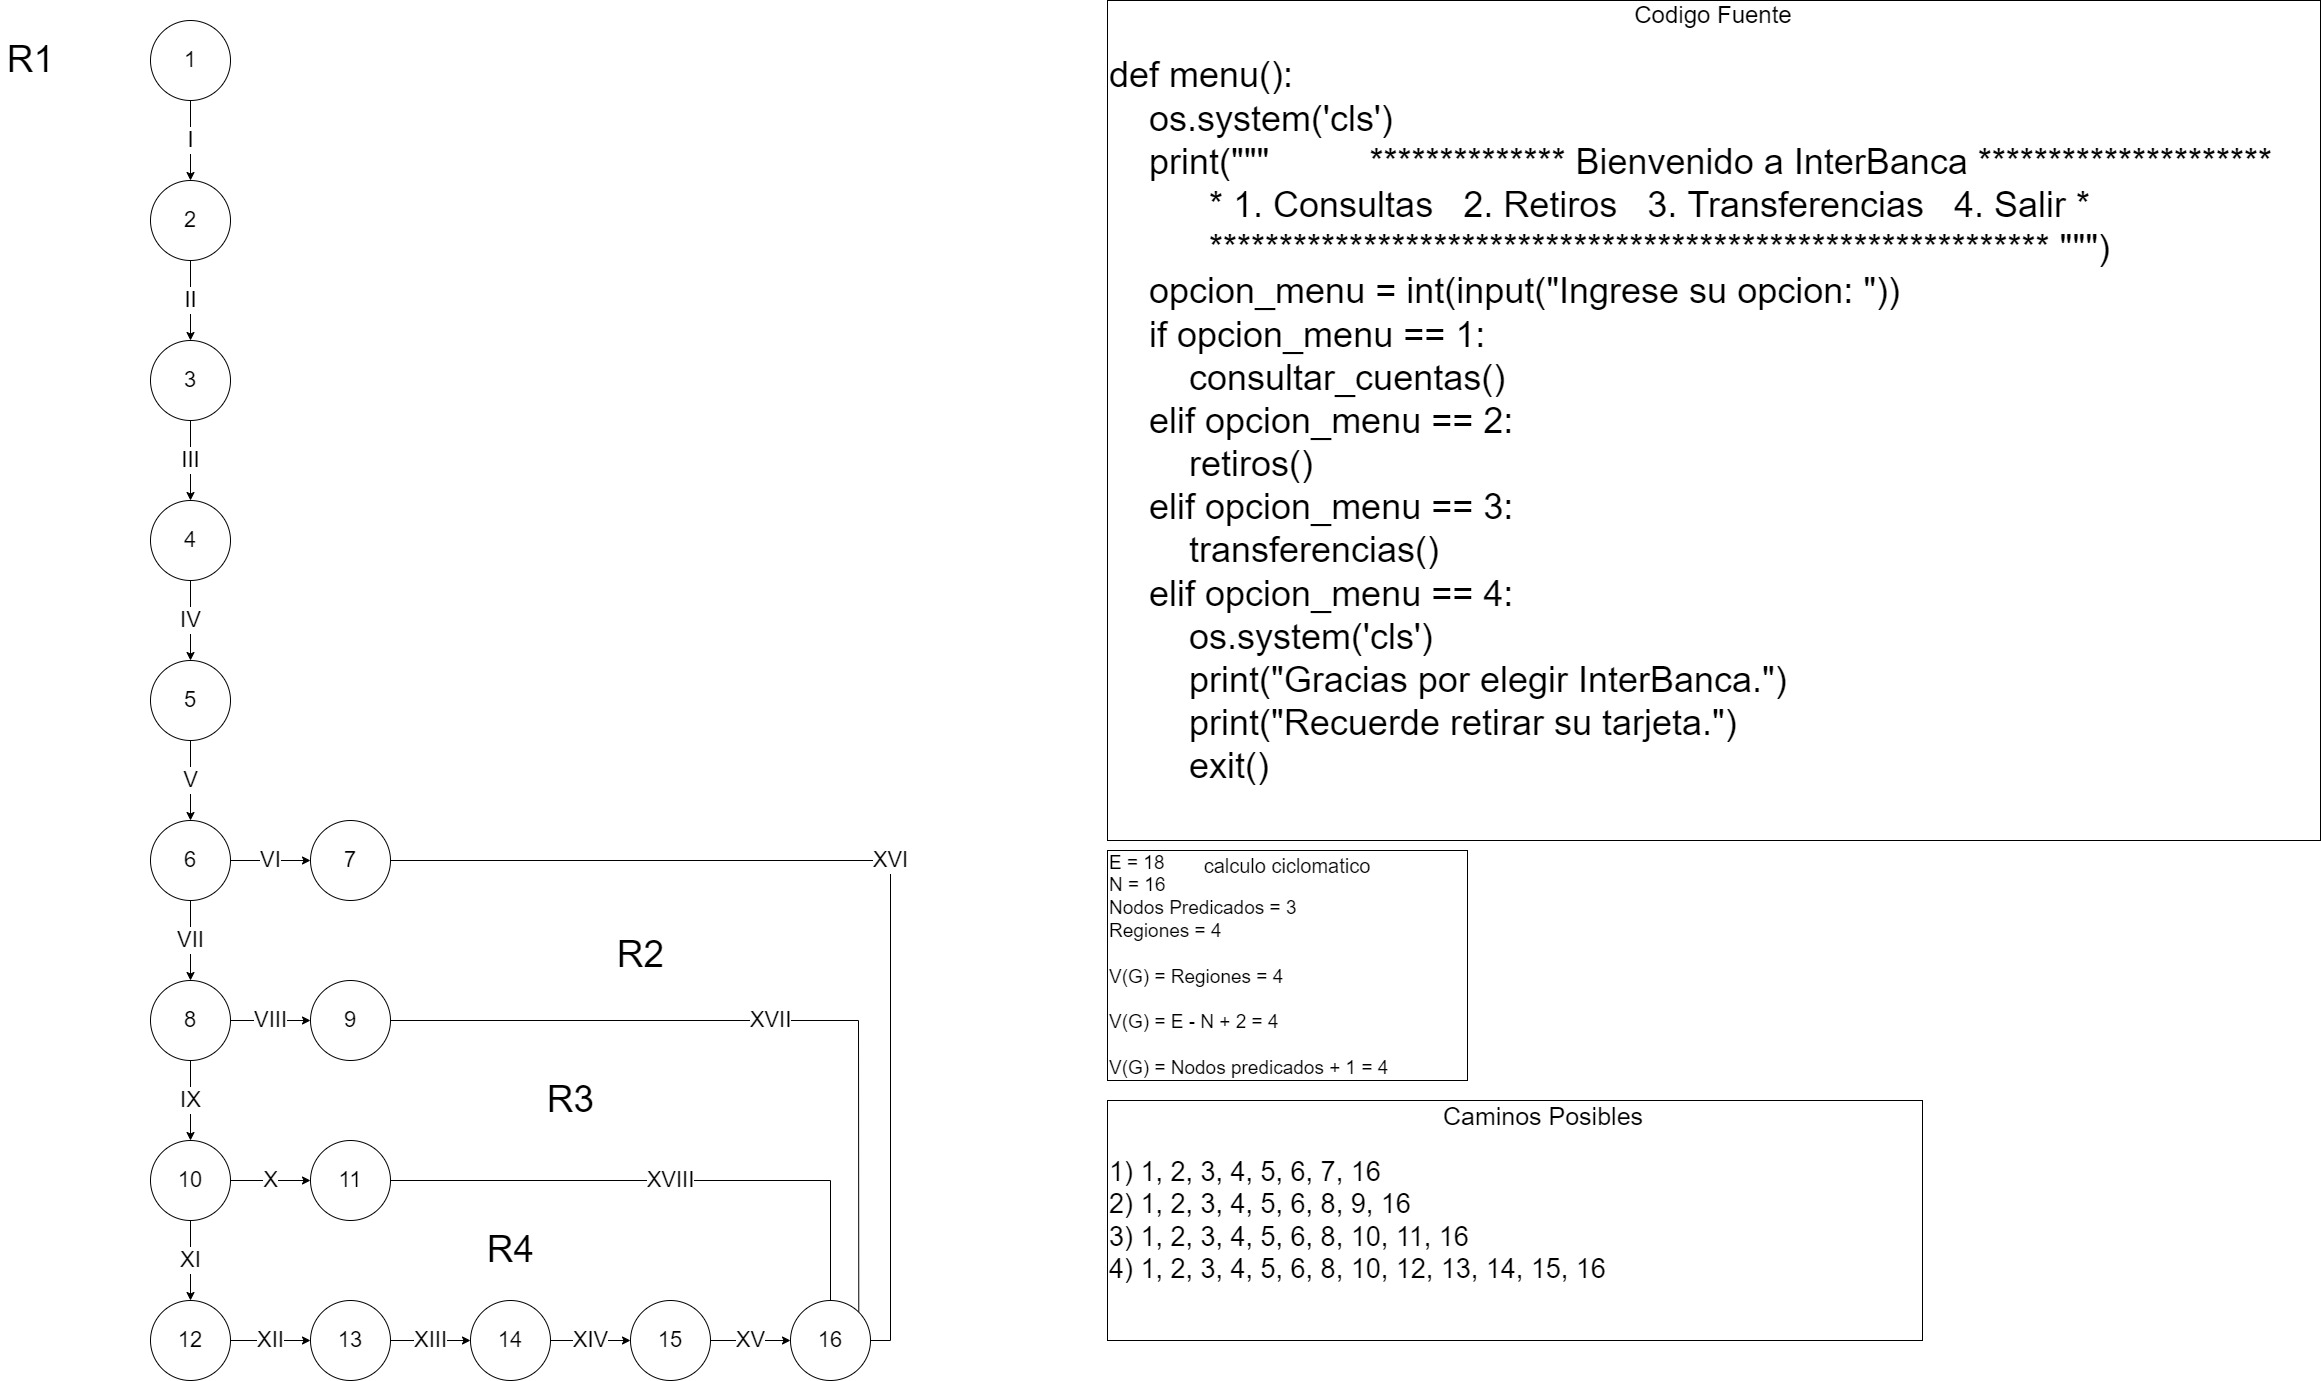 R1
1
I
2
II
3
III
4
IV
5
V
6 VI 7 XVI
VII
R2
8 VIII 9 XVII
IX
R3
10 X 11 XVIII
XI
R4
12 XII 13 XIII 14 XIV 15 XV 16
Codigo Fuente
def menu():
os.system('cls')
print(""" ************** Bienvenido a InterBanca *********************
* 1. Consultas 2. Retiros 3. Transferencias 4. Salir *
************************************************************ """)
opcion_menu = int(input("Ingrese su opcion: "))
if opcion_menu == 1:
consultar_cuentas()
elif opcion_menu == 2:
retiros()
elif opcion_menu == 3:
transferencias()
elif opcion_menu == 4:
os.system('cls')
print("Gracias por elegir InterBanca.")
print("Recuerde retirar su tarjeta.")
exit()
E = 18 calculo ciclomatico
N = 16
Nodos Predicados = 3
Regiones = 4
V(G) = Regiones = 4
V(G) = E - N + 2 = 4
V(G) = Nodos predicados + 1 = 4
Caminos Posibles
1) 1, 2, 3, 4, 5, 6, 7, 16
2) 1, 2, 3, 4, 5, 6, 8, 9, 16
3) 1, 2, 3, 4, 5, 6, 8, 10, 11, 16
4) 1, 2, 3, 4, 5, 6, 8, 10, 12, 13, 14, 15, 16